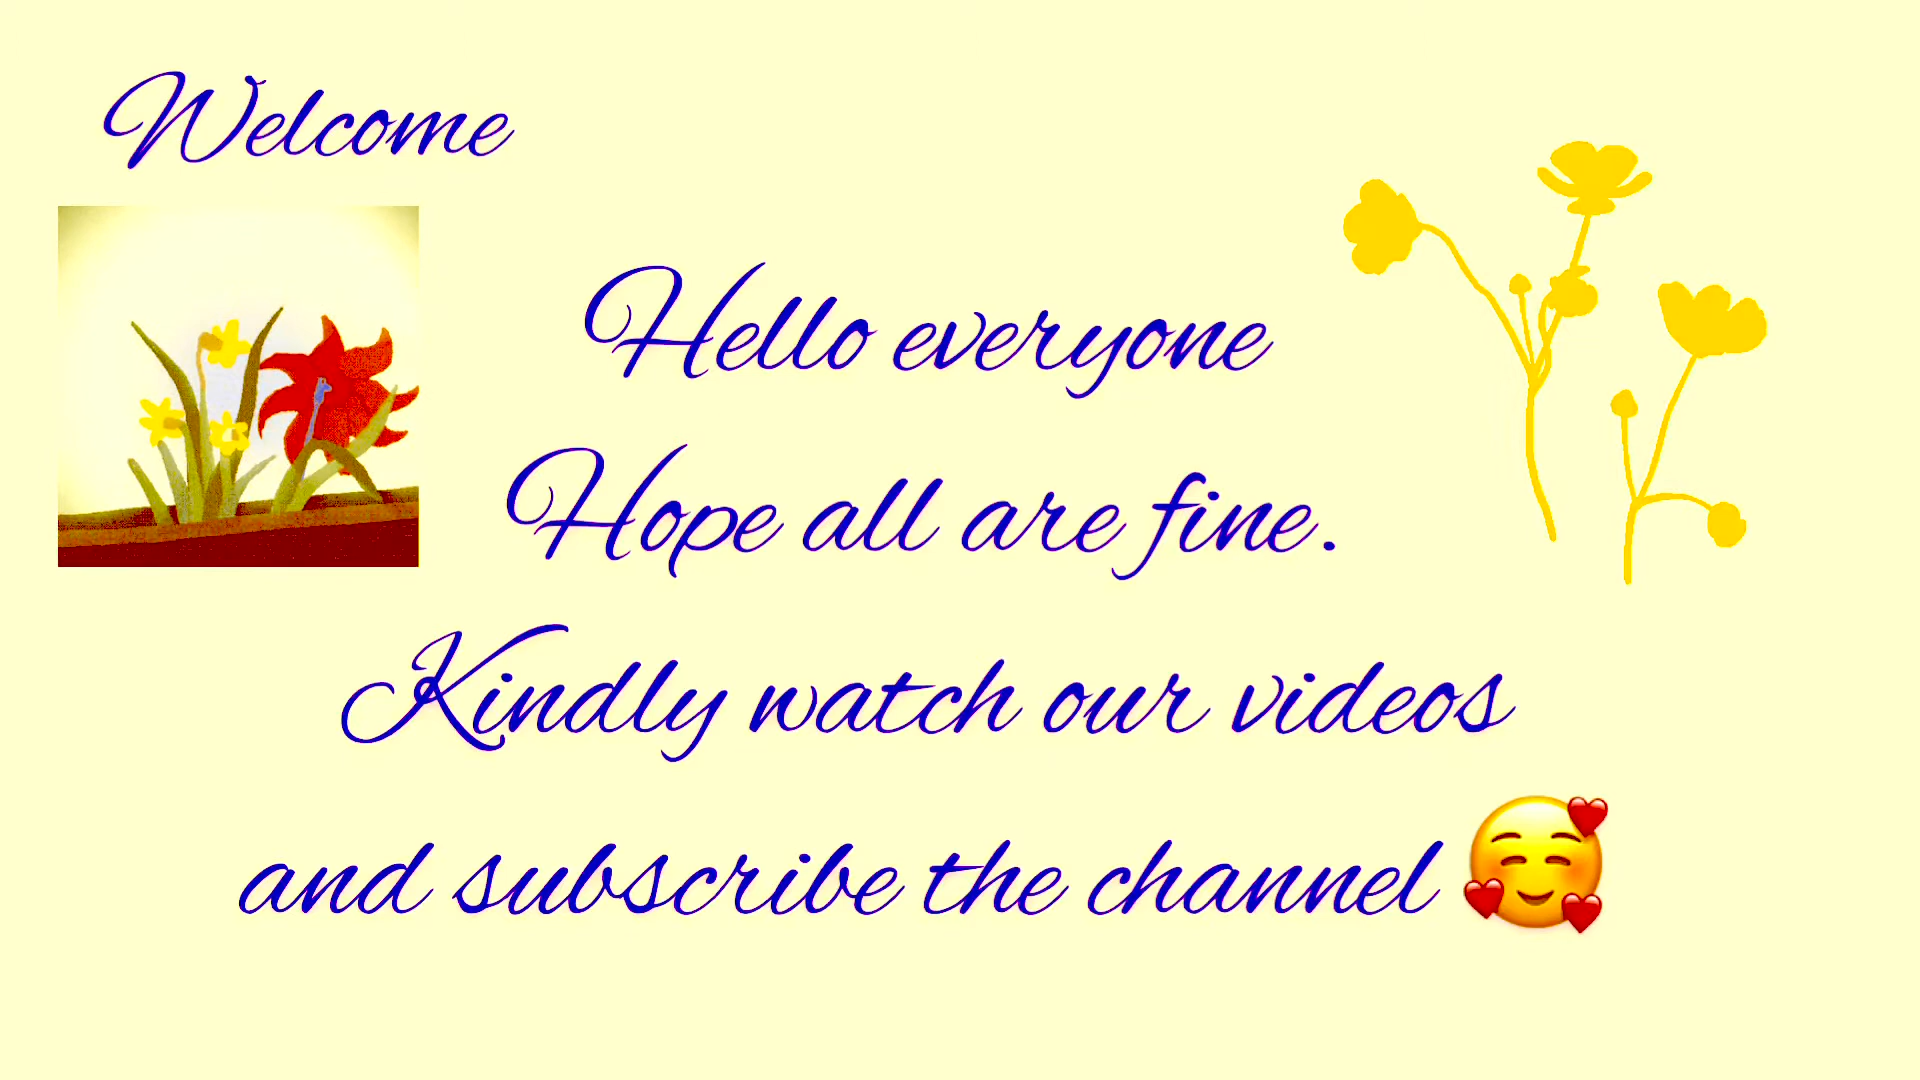 Welcome
Hello everyone
Hope all are fine.
Kindly watch our videos
and subscribe the channel 🥰